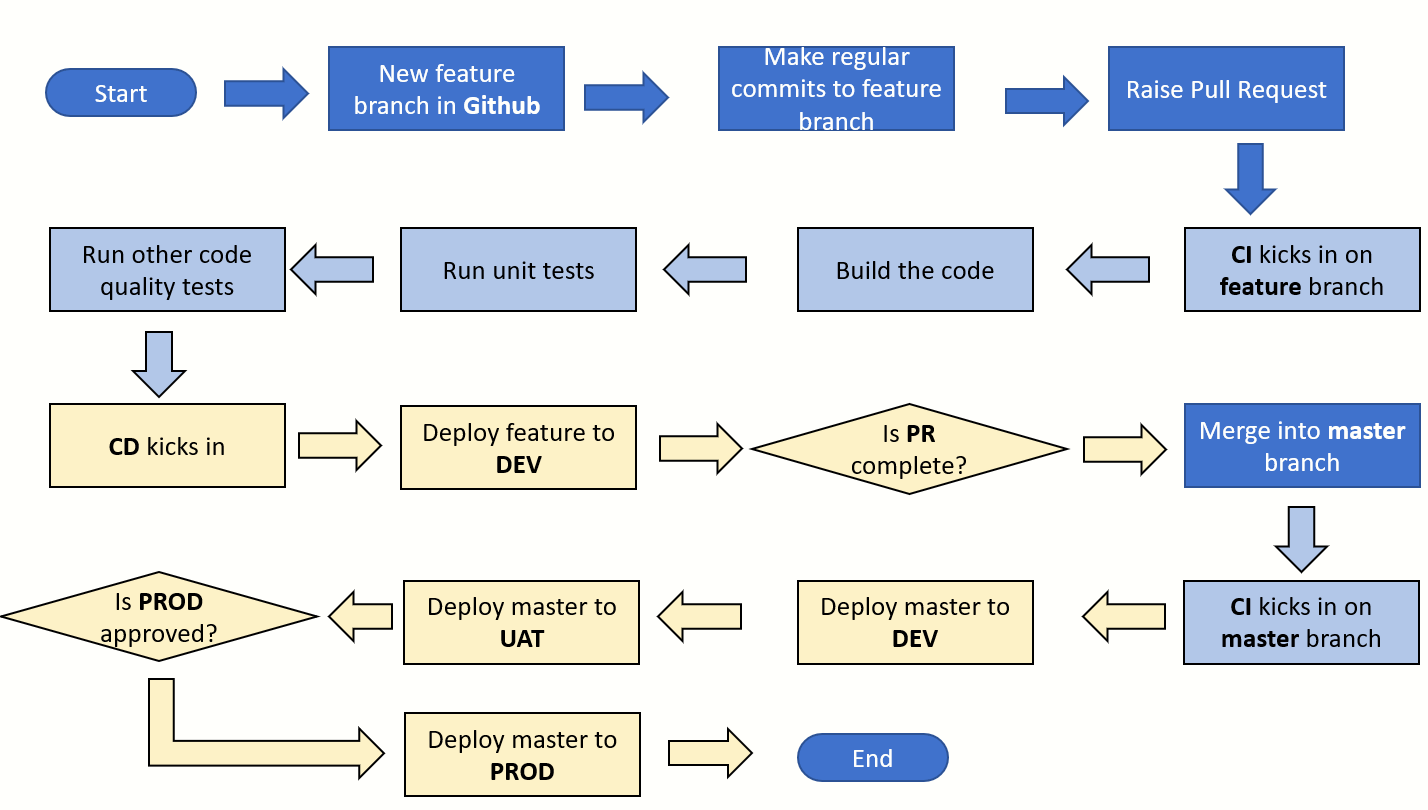 Start
New feature
branch in Github
Make regular
commits to feature
branch
Raise Pull Request
Run other code
quality tests
Run unit tests
Build the code
CI kicks in on
feature branch
CD kicks in
Deploy feature to
DEV
Is PR
complete?
Merge into master
branch
Is PROD
approved?
Deploy master to
UAT
Deploy master to
DEV
CI kicks in on
master branch
Deploy master to
PROD
End